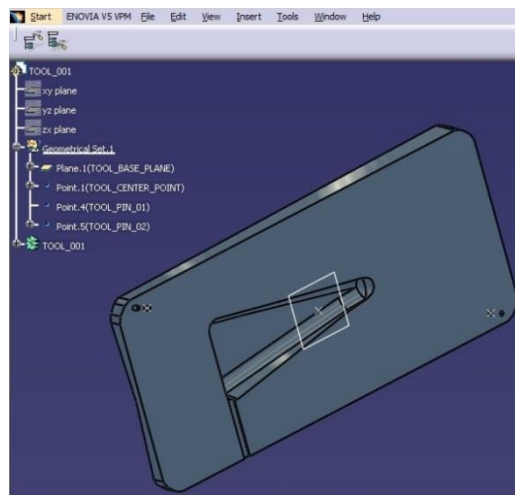 Start ENOVIA V5 VPM File Edit View Insert Tools Window Help
TOOL_001
xy plane
yz plane
zx plane
Geometrical Set.1
Plane.1(TOOL_BASE_PLANE)
Point.1(TOOL_CENTER_POINT)
Point.4(TOOL_PIN_01)
Point.5(TOOL_PIN_02)
TOOL_001